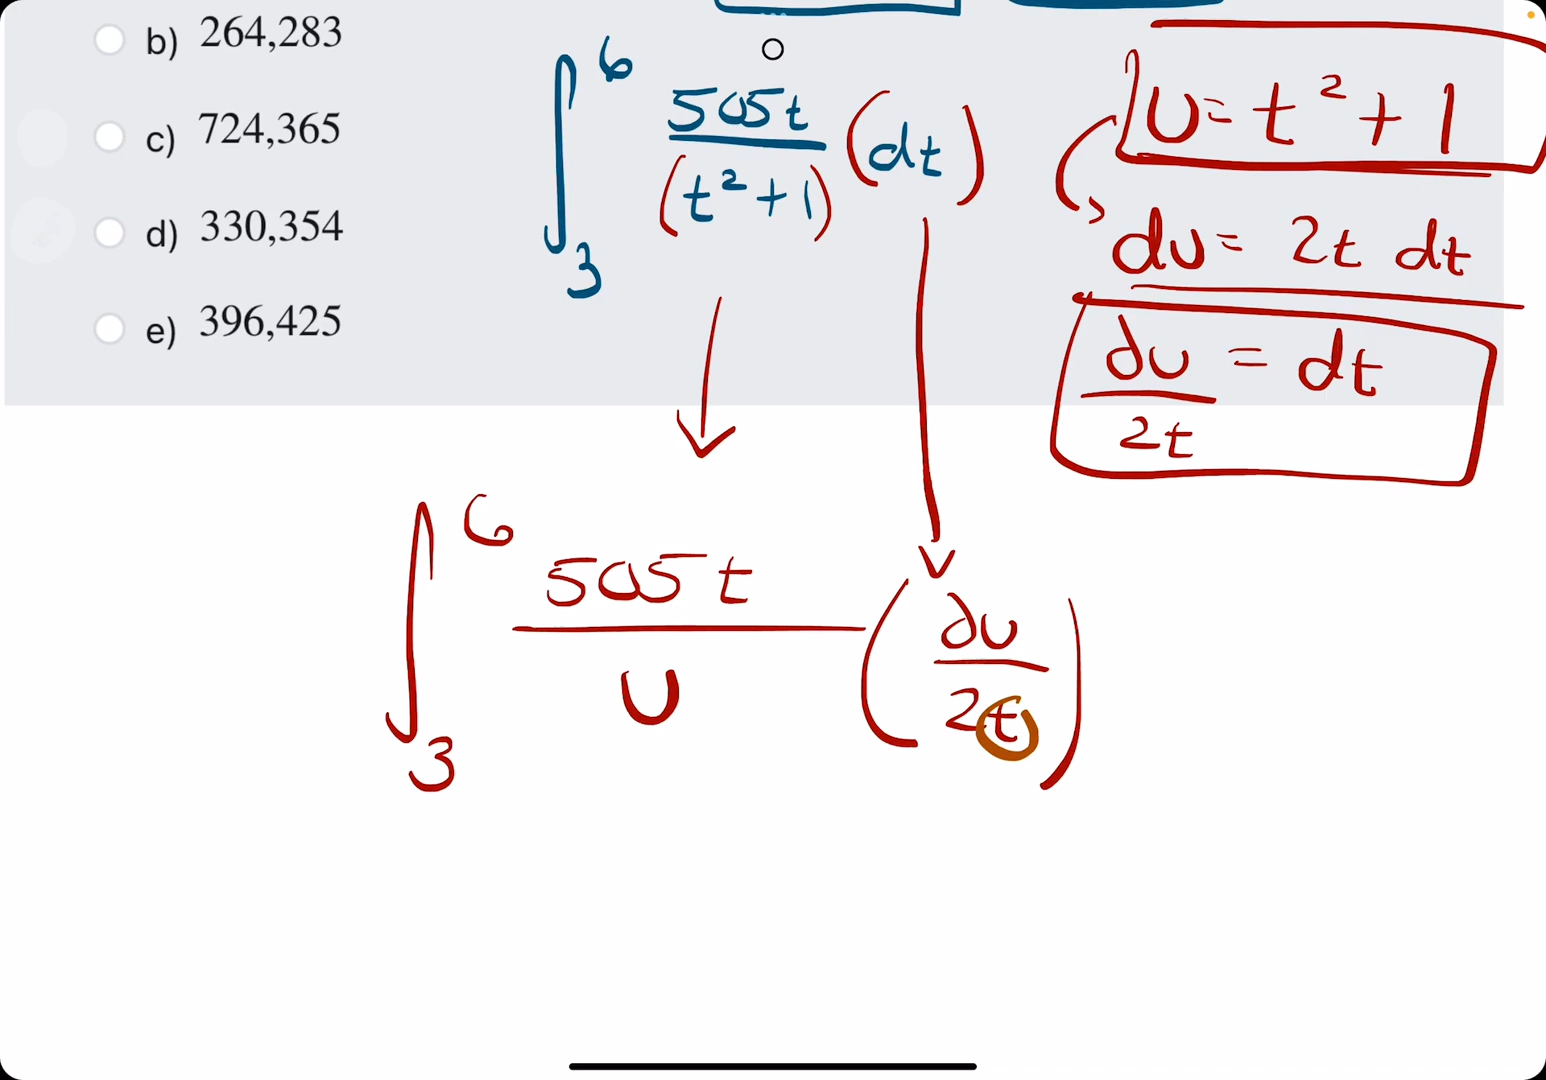 b) 264,283
c) 724,365
d) 330,354
e) 396,425
∫₃⁶ 505t/(t²+1) (dt)
u = t² + 1
du = 2t dt
du/2t = dt
∫₃⁶ 505t/u (du/2t)